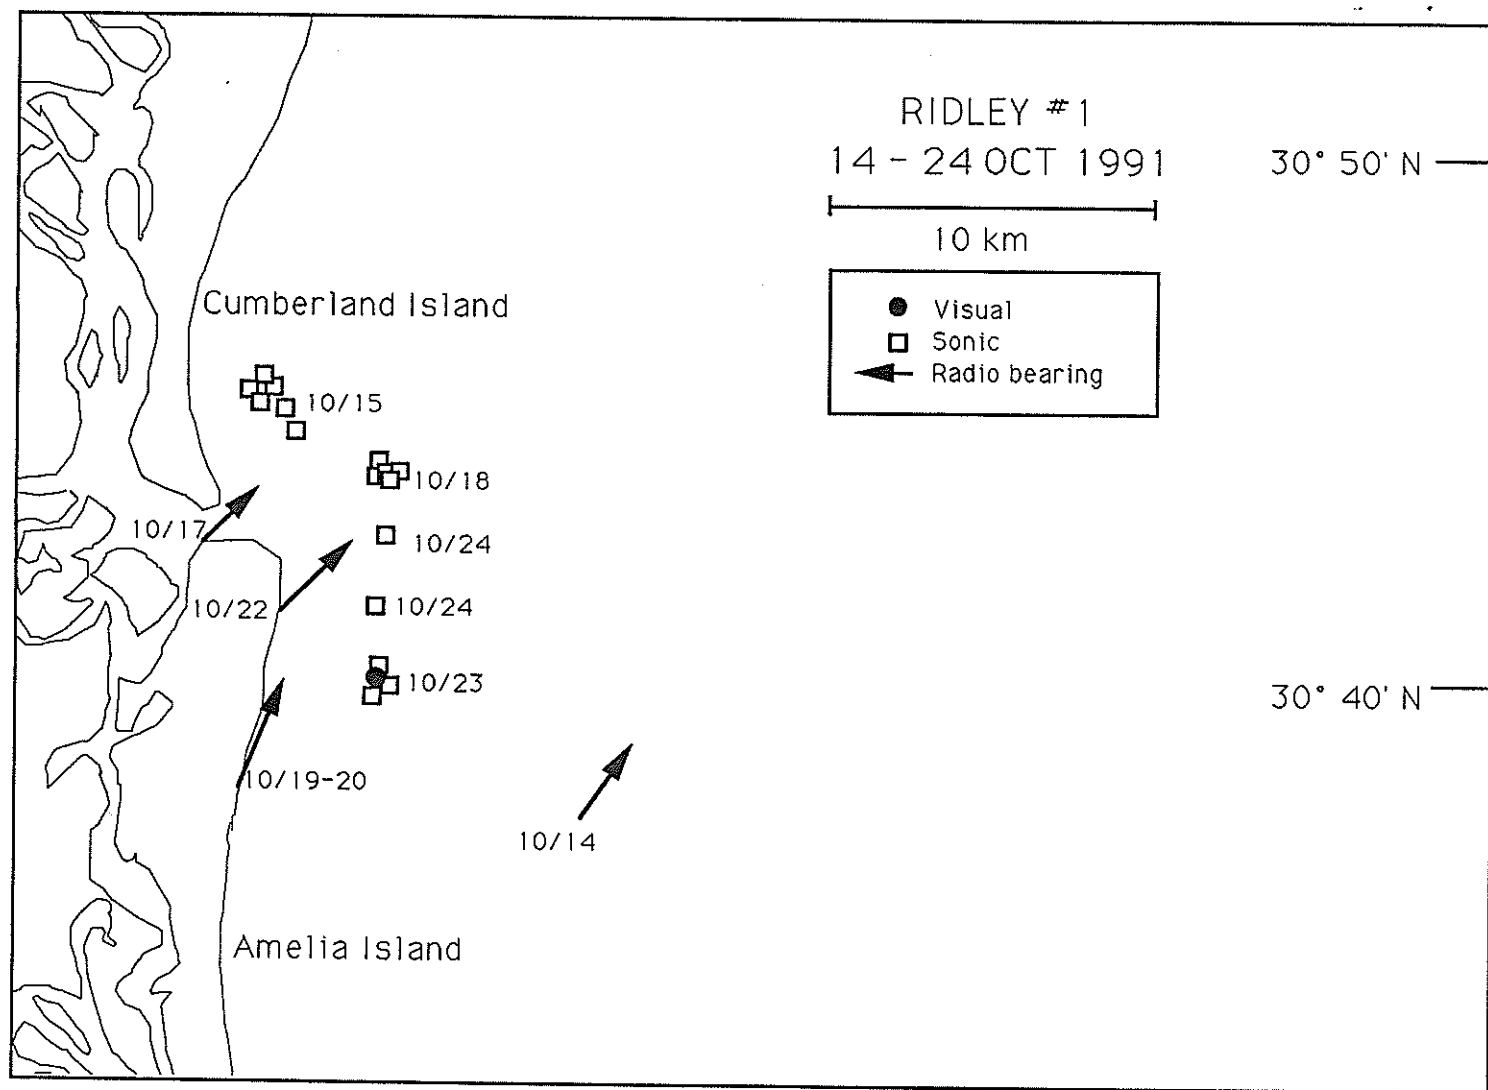 RIDLEY #1
14 - 24 OCT 1991
30° 50' N
10 km
Visual
Sonic
Radio bearing
Cumberland Island
10/15
10/18
10/17
10/24
10/22
10/24
10/23
30° 40' N
10/19-20
10/14
Amelia Island